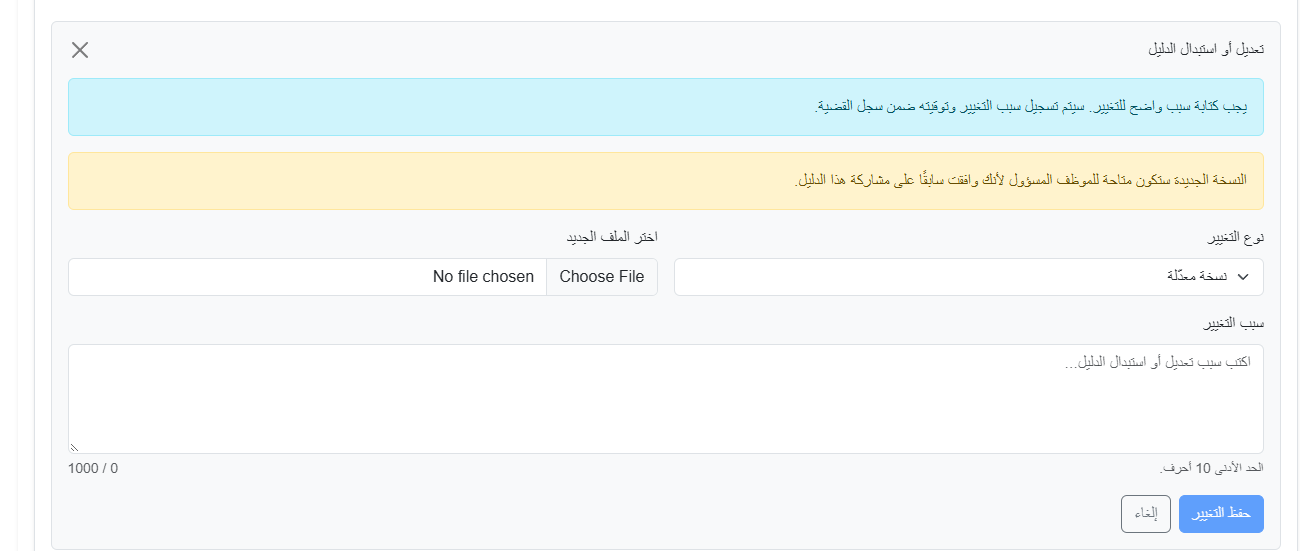 تعديل أو استبدال الدليل
يجب كتابة سبب واضح للتغيير. سيتم تسجيل سبب التغيير وتوقيته ضمن سجل القضية.
النسخة الجديدة ستكون متاحة للموظف المسؤول لأنك وافقت سابقًا على مشاركة هذا الدليل.
نوع التغيير
نسخة معدّلة
اختر الملف الجديد
Choose File No file chosen
سبب التغيير
اكتب سبب تعديل أو استبدال الدليل...
الحد الأدنى 10 أحرف.
0 / 1000
حفظ التغيير
إلغاء